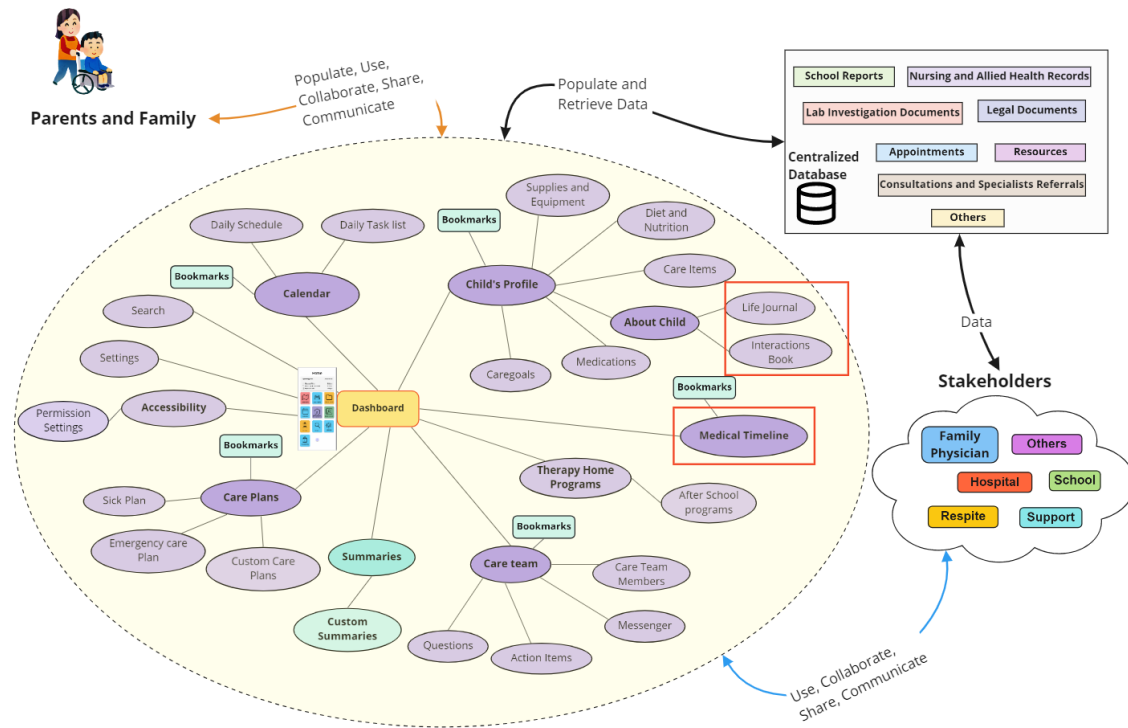 Parents and Family
Populate, Use,
Collaborate, Share,
Communicate
Populate and
Retrieve Data
School Reports
Nursing and Allied Health Records
Lab Investigation Documents
Legal Documents
Centralized
Database
Appointments
Resources
Consultations and Specialists Referrals
Others
Daily Schedule
Daily Task list
Bookmarks
Calendar
Bookmarks
Supplies and
Equipment
Diet and
Nutrition
Child's Profile
Care Items
About Child
Life Journal
Interactions
Book
Caregoals
Medications
Search
Settings
Accessibility
Permission
Settings
Dashboard
Bookmarks
Medical Timeline
Bookmarks
Care Plans
Sick Plan
Emergency care
Plan
Custom Care
Plans
Summaries
Custom
Summaries
Therapy Home
Programs
After School
programs
Bookmarks
Care team
Care Team
Members
Messenger
Action Items
Questions
Data
Stakeholders
Family
Physician
Others
Hospital
School
Respite
Support
Use, Collaborate,
Share, Communicate